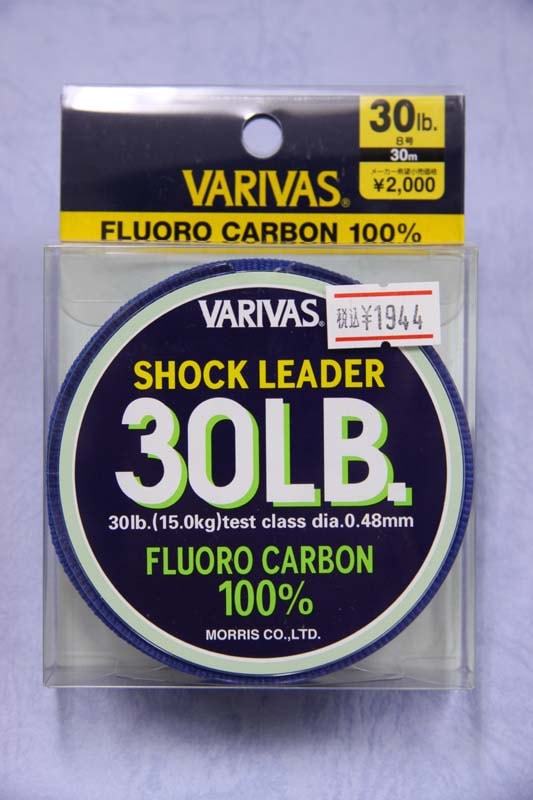 30lb.
8号
30m
メーカー希望小売価格
¥2,000
VARIVAS®
FLUORO CARBON 100%
VARIVAS®
税込¥1944
SHOCK LEADER
30LB.
30lb.(15.0kg)test class dia.0.48mm
FLUORO CARBON
100%
MORRIS CO.,LTD.